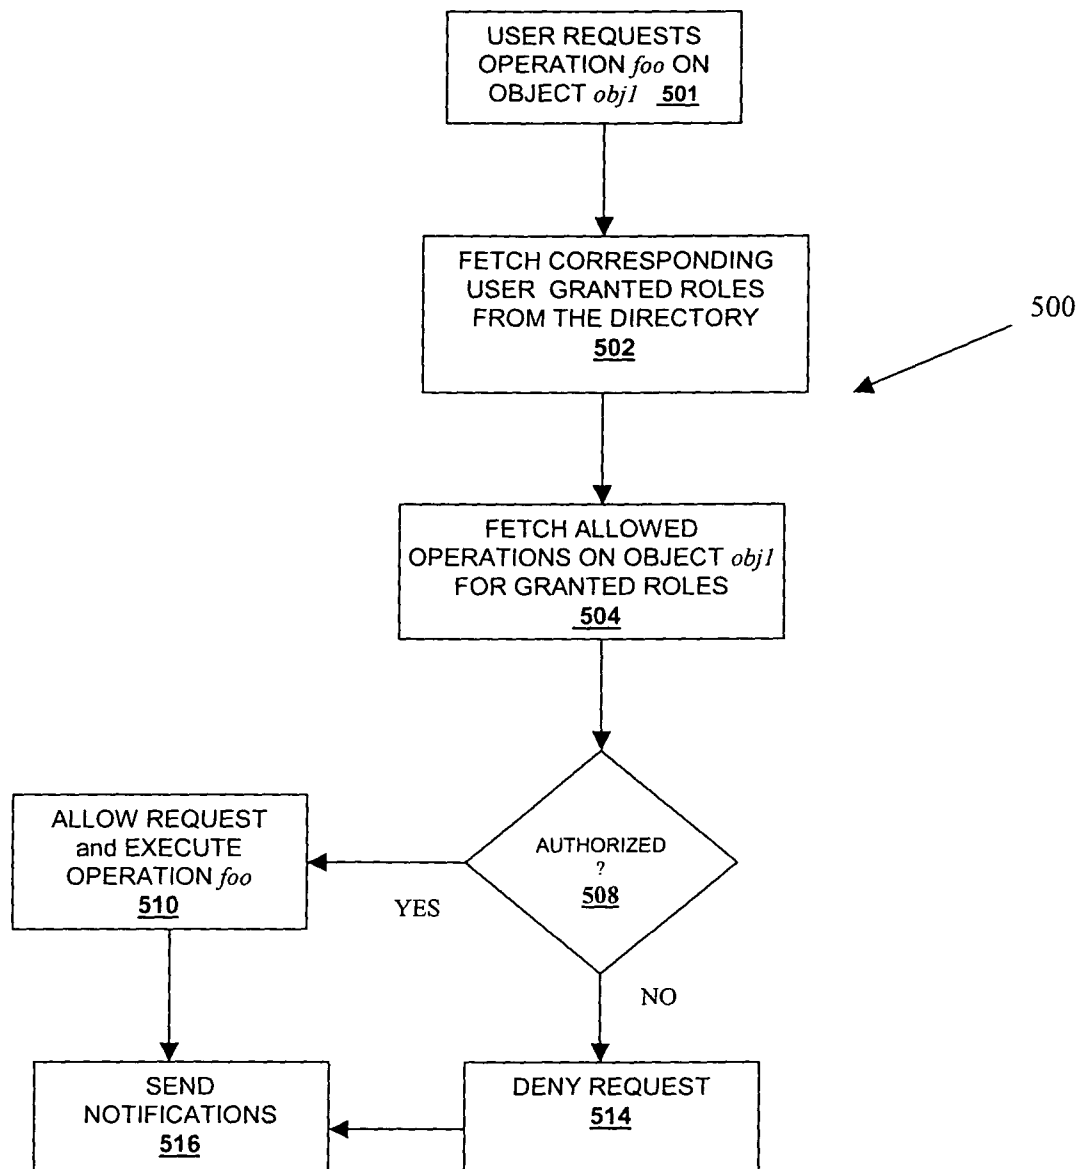 USER REQUESTS
OPERATION foo ON
OBJECT obj1 501
FETCH CORRESPONDING
USER GRANTED ROLES
FROM THE DIRECTORY
502
500
FETCH ALLOWED
OPERATIONS ON OBJECT obj1
FOR GRANTED ROLES
504
AUTHORIZED
?
508
ALLOW REQUEST
and EXECUTE
OPERATION foo
510
YES
NO
SEND
NOTIFICATIONS
516
DENY REQUEST
514